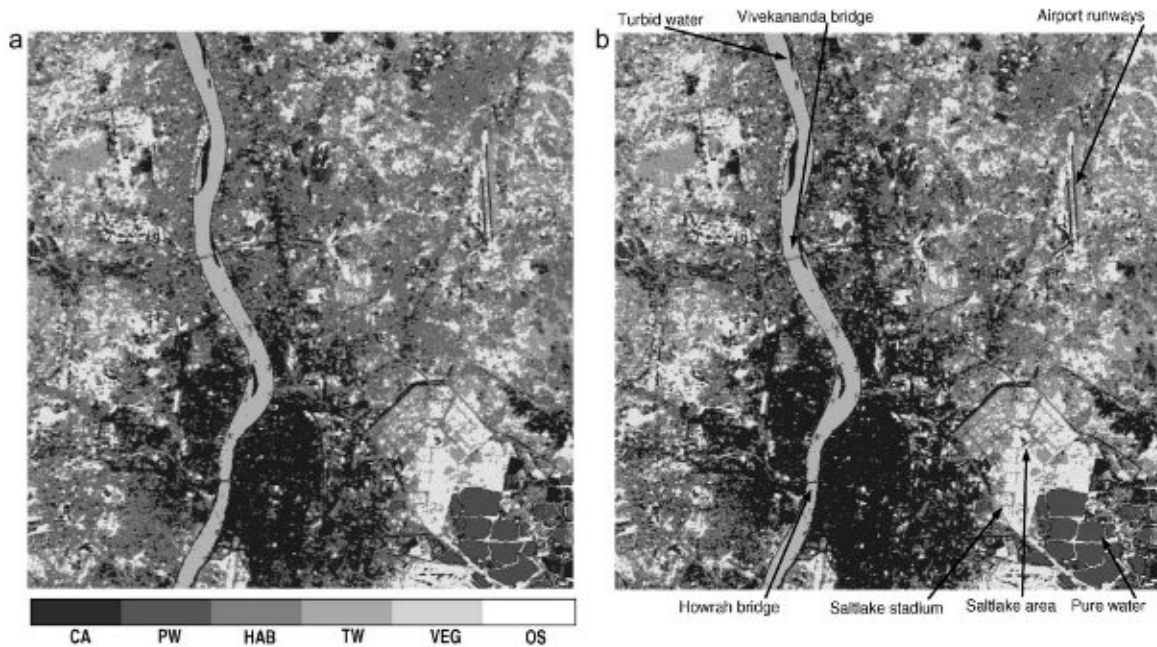 Turbid water Vivekananda bridge Airport runways
a b
Howrah bridge Saltlake stadium Saltlake area Pure water
CA PW HAB TW VEG OS